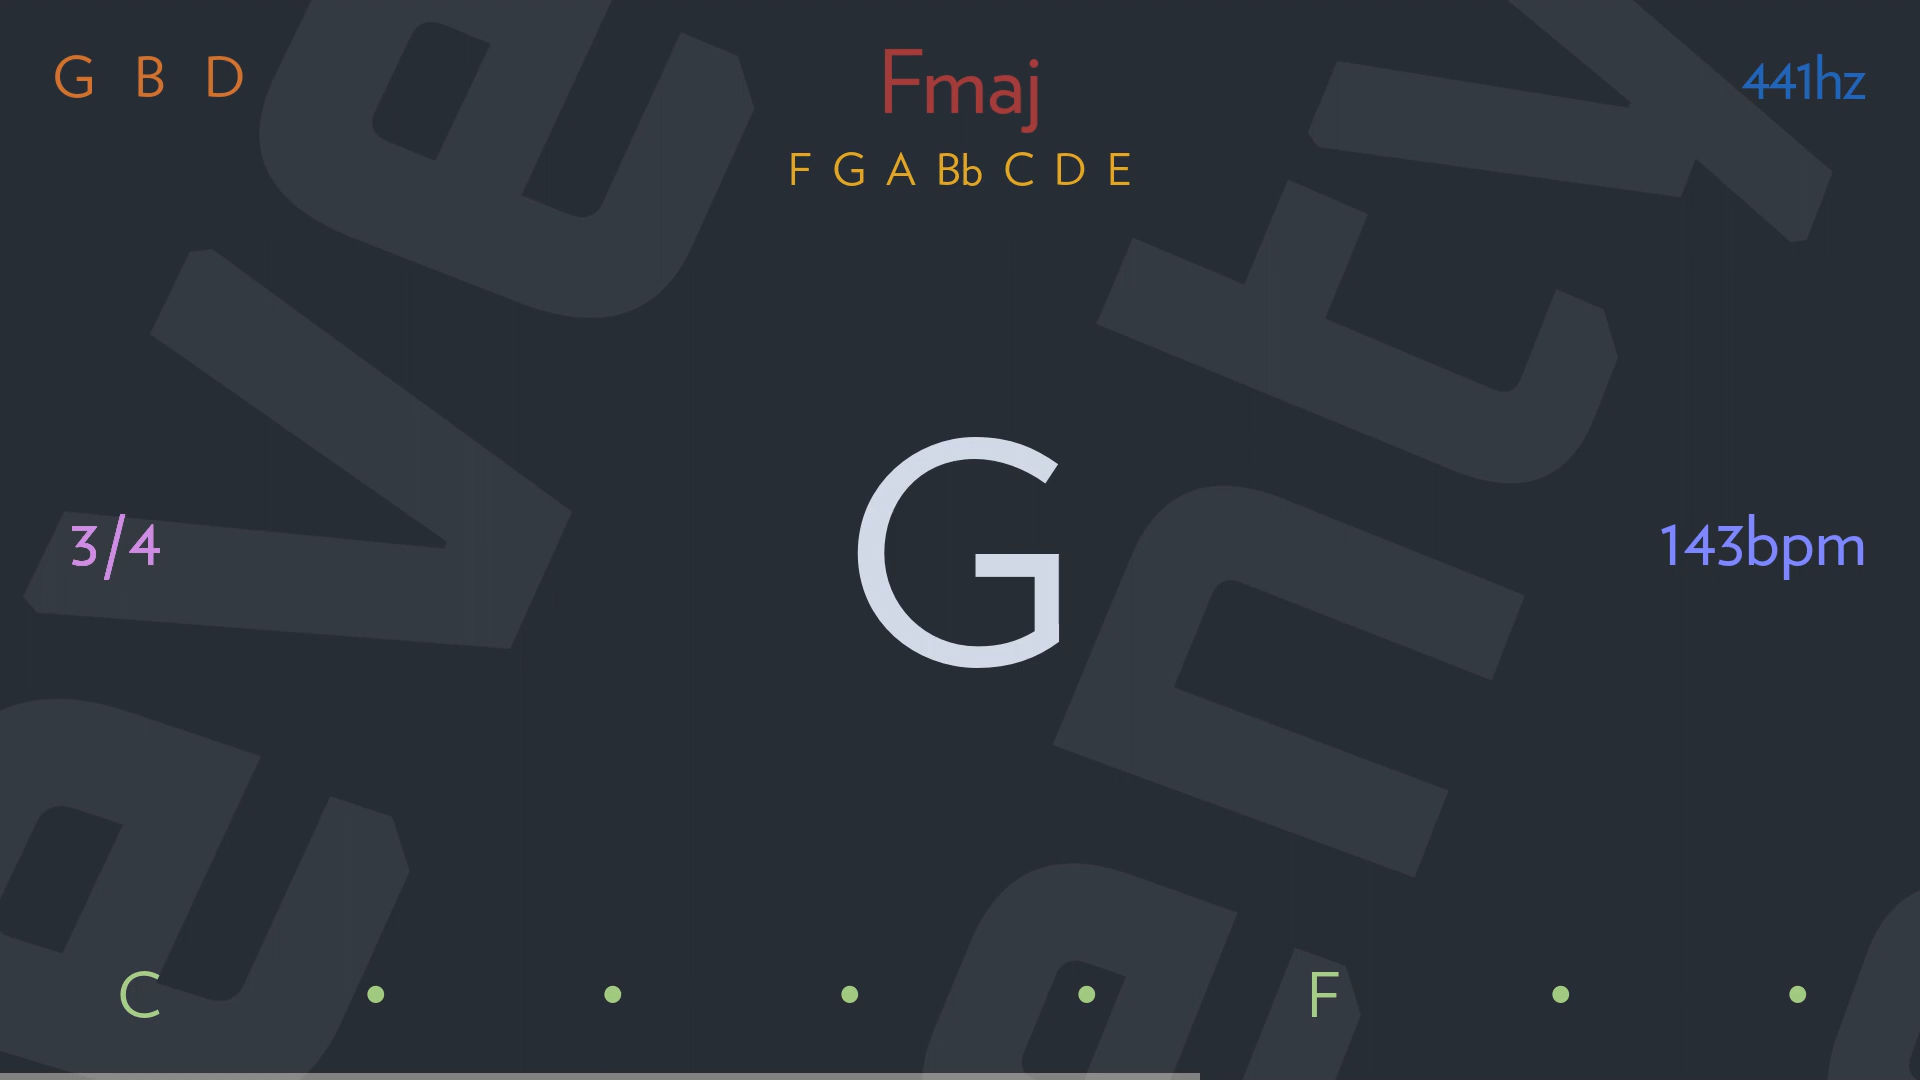 G B D
Fmaj
441hz
F G A Bb C D E
G
3/4
143bpm
C • • • • F • •